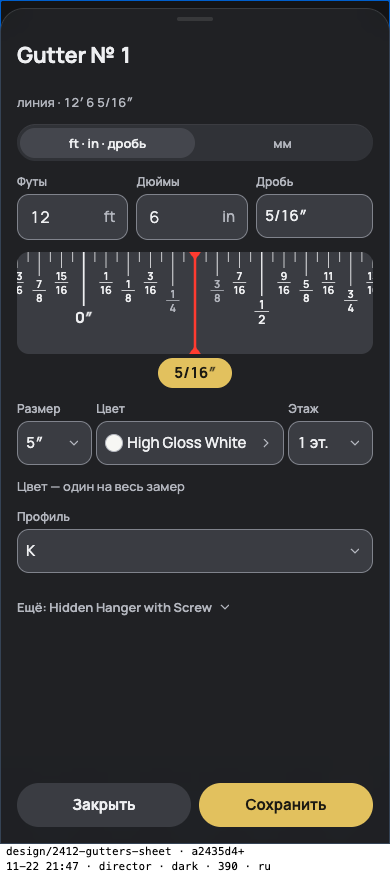 Gutter № 1
линия · 12′ 6 5/16″
ft · in · дробь
мм
Футы
Дюймы
Дробь
12 ft
6 in
5/16″
7/8 15/16 0″ 1/16 1/8 3/16 1/4 3/8 7/16 1/2 9/16 5/8 11/16 3/4
5/16″
Размер
Цвет
Этаж
5″
High Gloss White
1 эт.
Цвет — один на весь замер
Профиль
K
Ещё: Hidden Hanger with Screw
Закрыть
Сохранить
design/2412-gutters-sheet · a2435d4+
11-22 21:47 · director · dark · 390 · ru